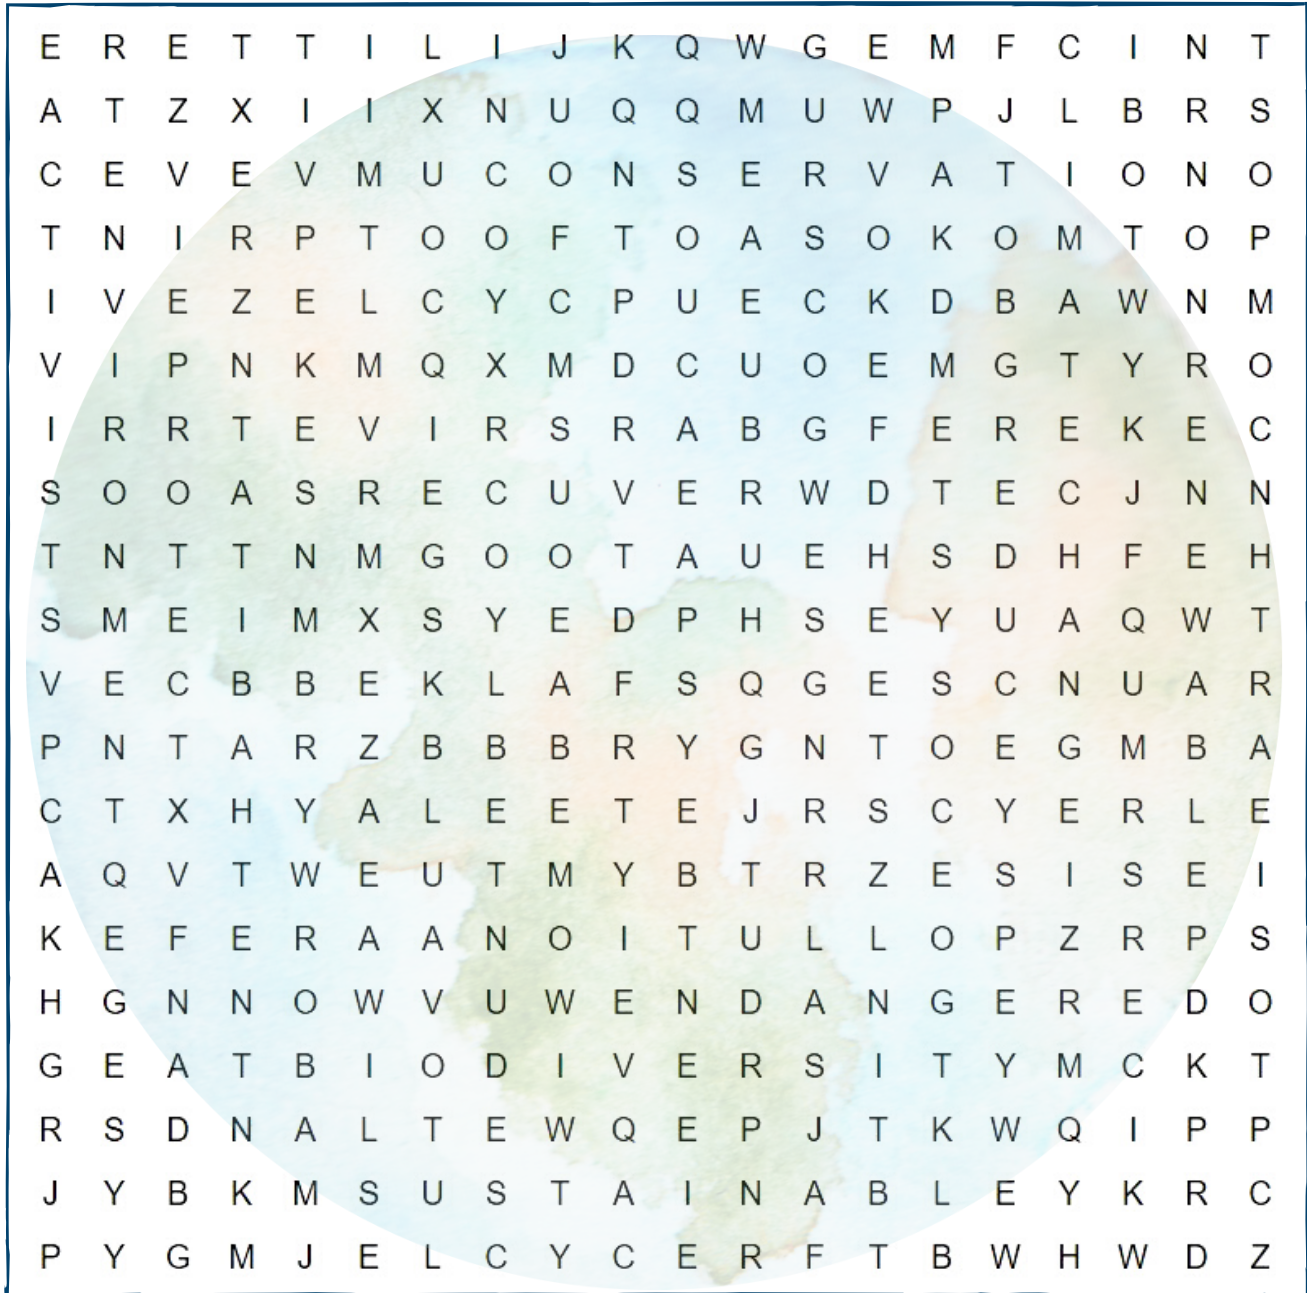 E R E T T I L I J K Q W G E M F C I N T
A T Z X I I X N U Q Q M U W P J L B R S
C E V E V M U C O N S E R V A T I O N O
T N I R P T O O F T O A S O K O M T O P
I V E Z E L C Y C P U E C K D B A W N M
V I P N K M Q X M D C U O E M G T Y R O
I R R T E V I R S R A B G F E R E K E C
S O O A S R E C U V E R W D T E C J N N
T N T T N M G O O T A U E H S D H F E H
S M E I M X S Y E D P H S E Y U A Q W T
V E C B B E K L A F S Q G E S C N U A R
P N T A R Z B B B R Y G N T O E G M B A
C T X H Y A L E E T E J R S C Y E R L E
A Q V T W E U T M Y B T R Z E S I S E I
K E F E R A A N O I T U L L O P Z R P S
H G N N O W V U W E N D A N G E R E D O
G E A T B I O D I V E R S I T Y M C K T
R S D N A L T E W Q E P J T K W Q I P P
J Y B K M S U S T A I N A B L E Y K R C
P Y G M J E L C Y C E R F T B W H W D Z